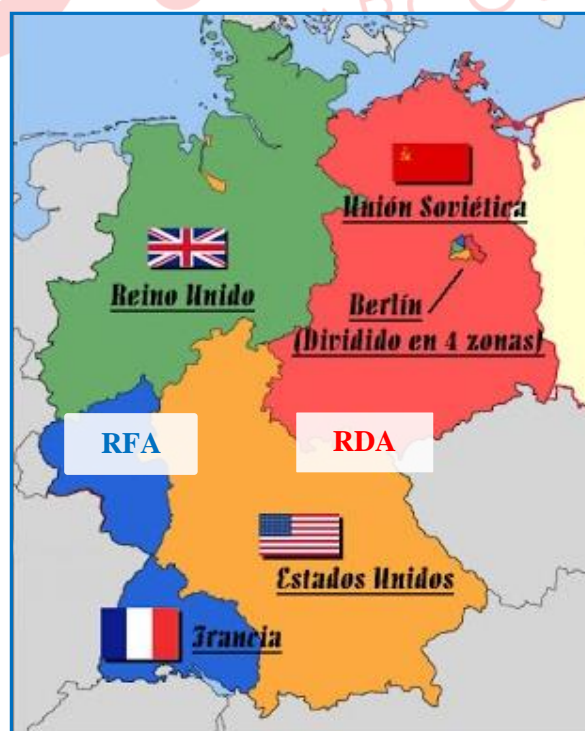 Unión Soviética
Reino Unido
Berlín
(Dividido en 4 zonas)
RFA
RDA
Estados Unidos
Francia